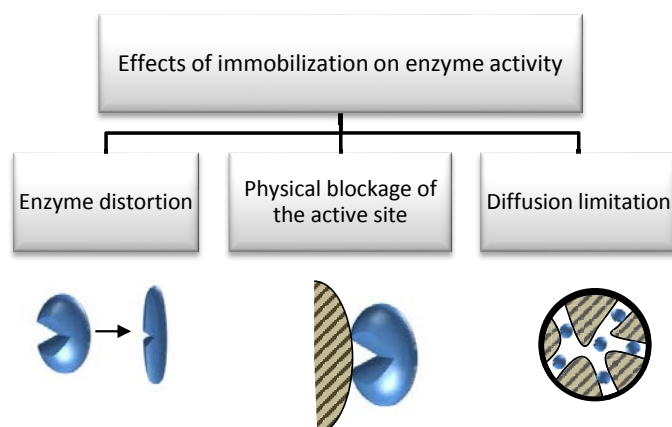 Effects of immobilization on enzyme activity
Enzyme distortion
Physical blockage of
the active site
Diffusion limitation